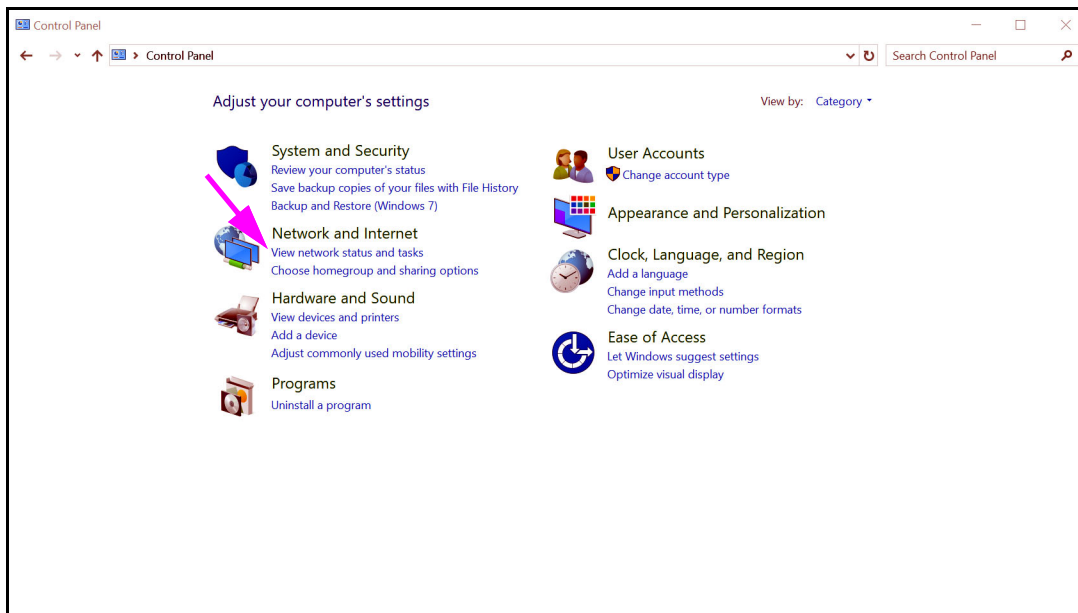 Control Panel
Control Panel
Search Control Panel
Adjust your computer's settings
View by: Category
System and Security
Review your computer's status
Save backup copies of your files with File History
Backup and Restore (Windows 7)
Network and Internet
View network status and tasks
Choose homegroup and sharing options
Hardware and Sound
View devices and printers
Add a device
Adjust commonly used mobility settings
Programs
Uninstall a program
User Accounts
Change account type
Appearance and Personalization
Clock, Language, and Region
Add a language
Change input methods
Change date, time, or number formats
Ease of Access
Let Windows suggest settings
Optimize visual display